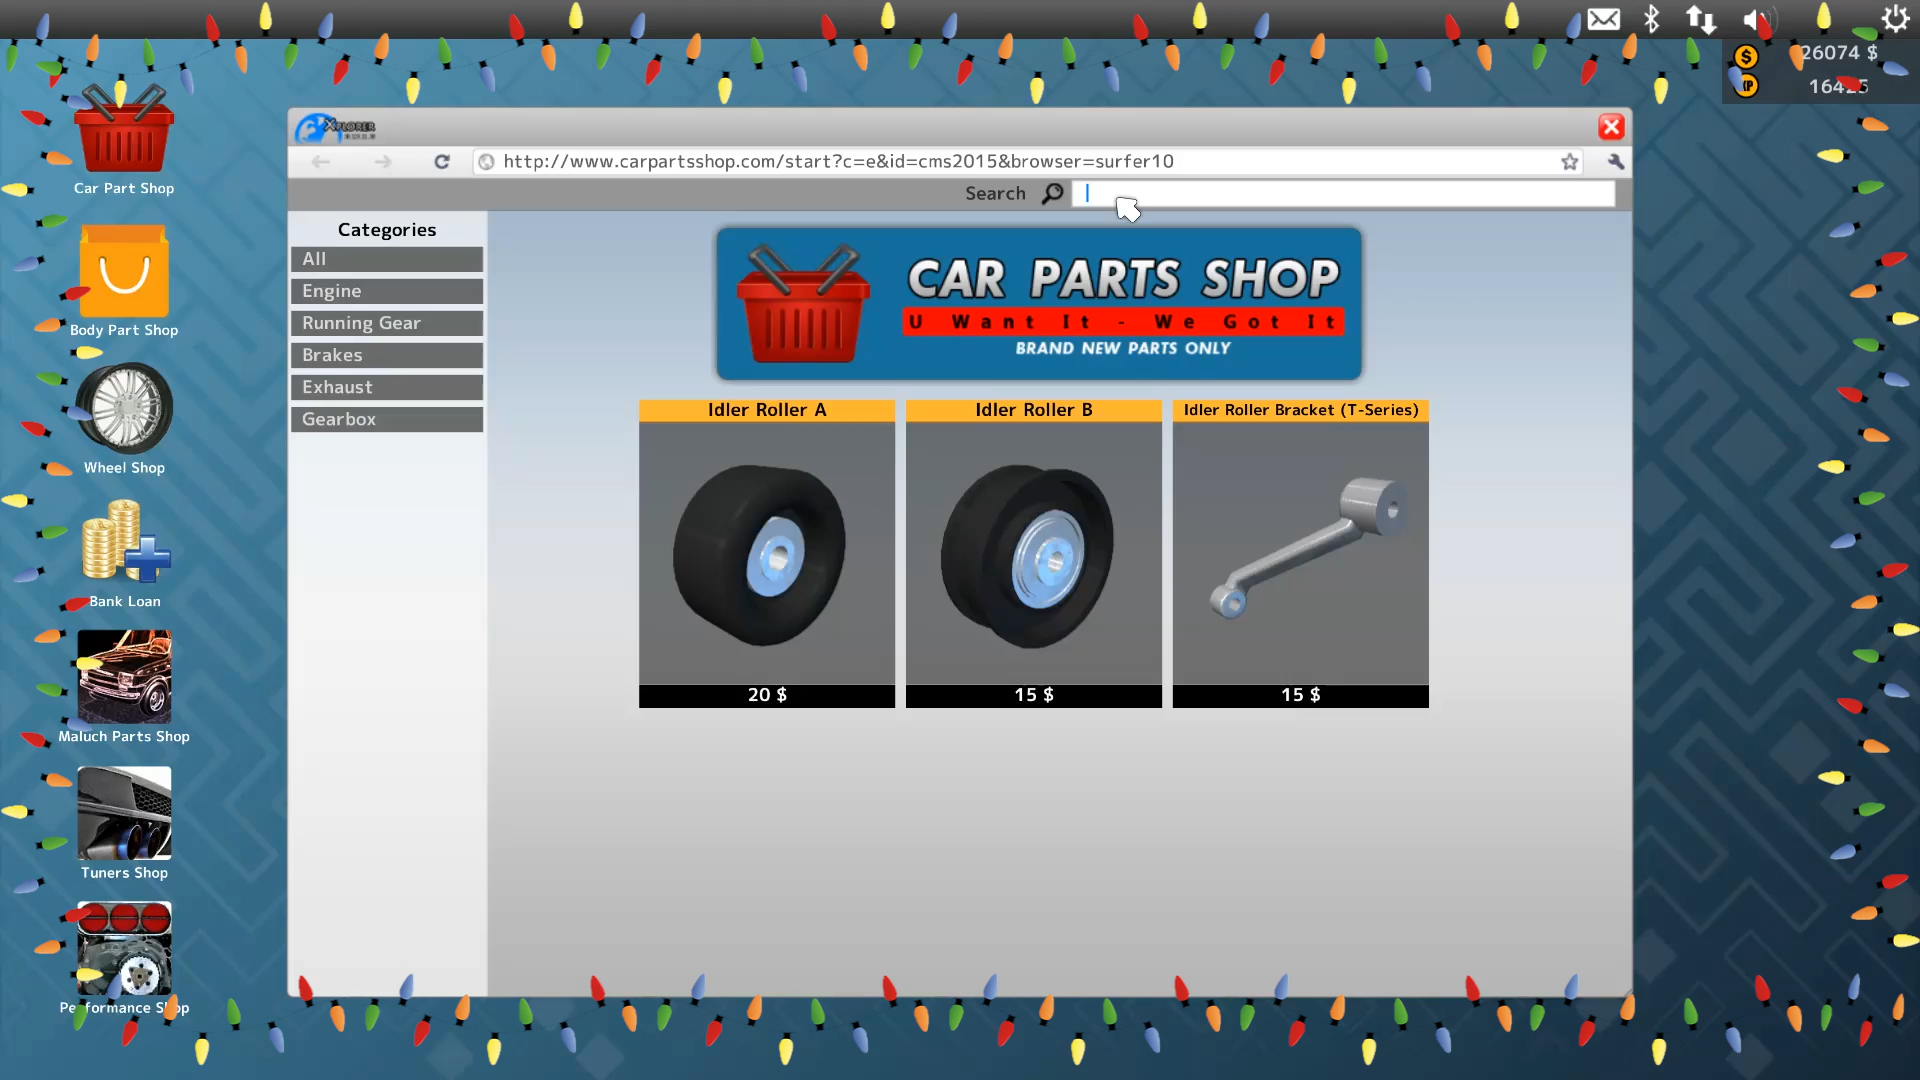 26074 $
Car Part Shop
Body Part Shop
Wheel Shop
Bank Loan
Maluch Parts Shop
Tuners Shop
XPLORER
http://www.carpartsshop.com/start?c=e&id=cms2015&browser=surfer10
Search
Categories
All
Engine
Running Gear
Brakes
Exhaust
Gearbox
CAR PARTS SHOP
U Want It - We Got It
BRAND NEW PARTS ONLY
Idler Roller A
Idler Roller B
Idler Roller Bracket (T-Series)
20 $
15 $
15 $